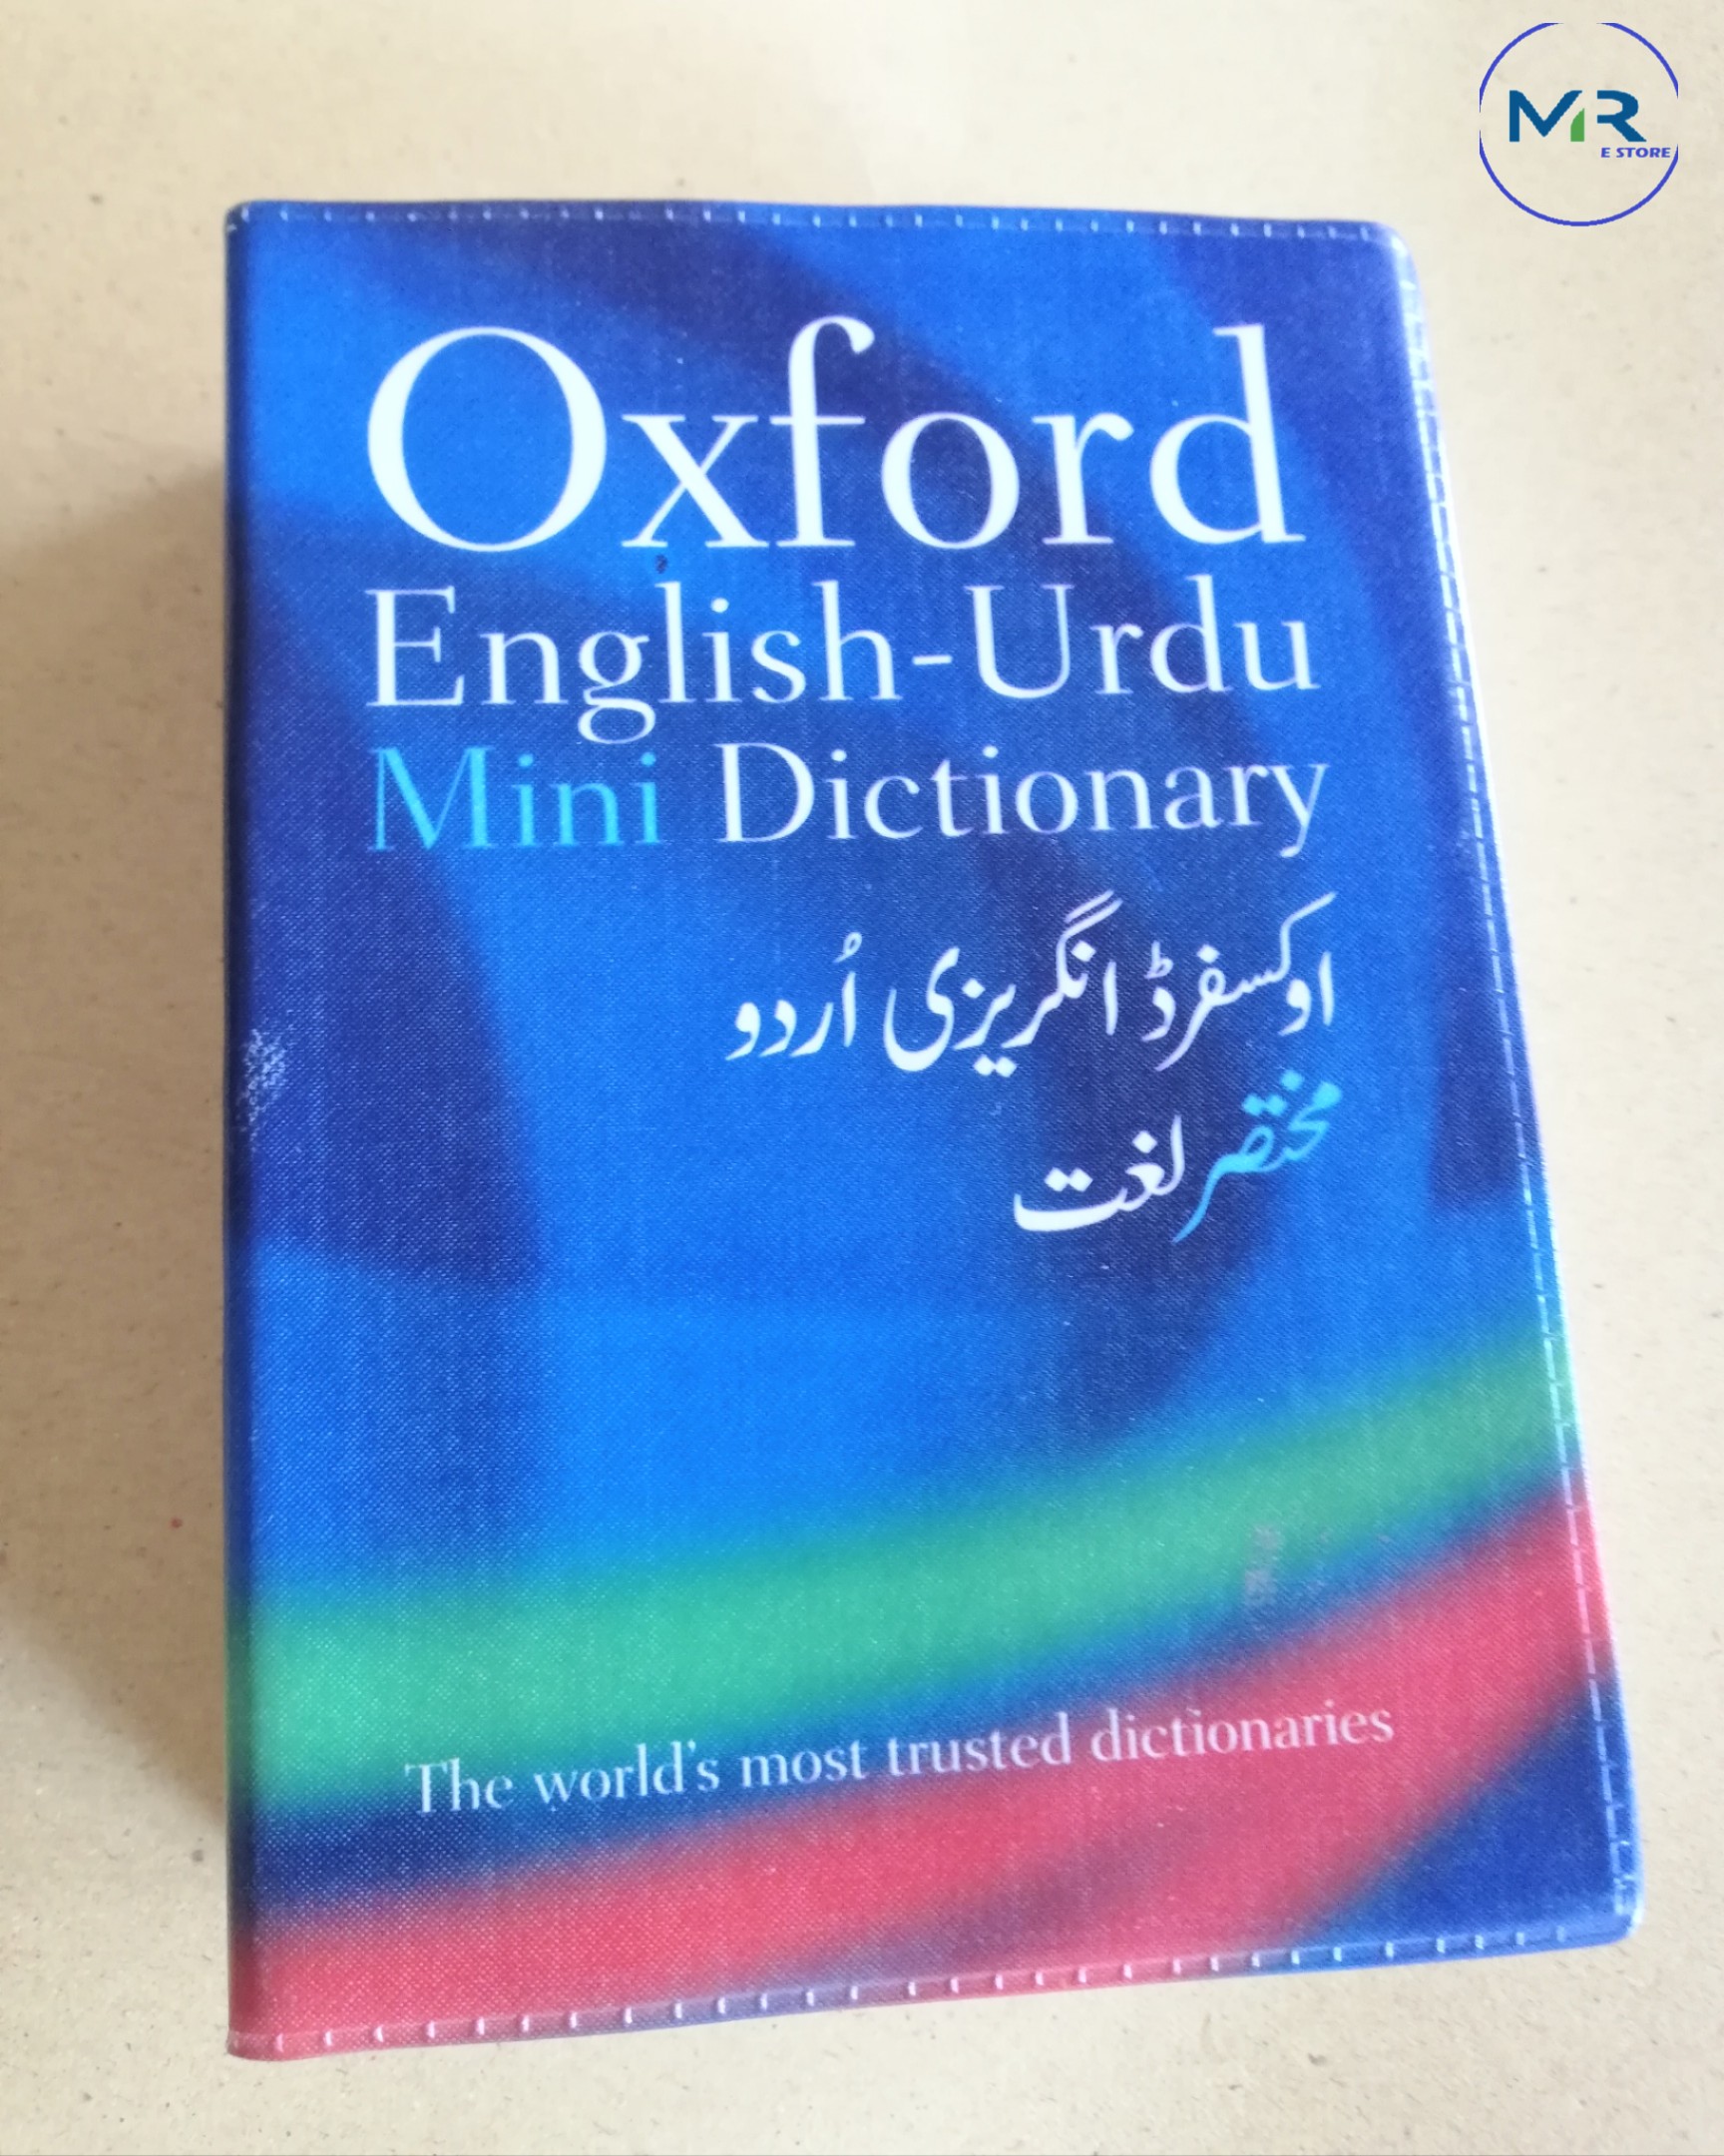 MR
E STORE
Oxford
English-Urdu
Mini Dictionary
اوکسفرڈ انگریزی اُردو
مختصر لغت
The world's most trusted dictionaries